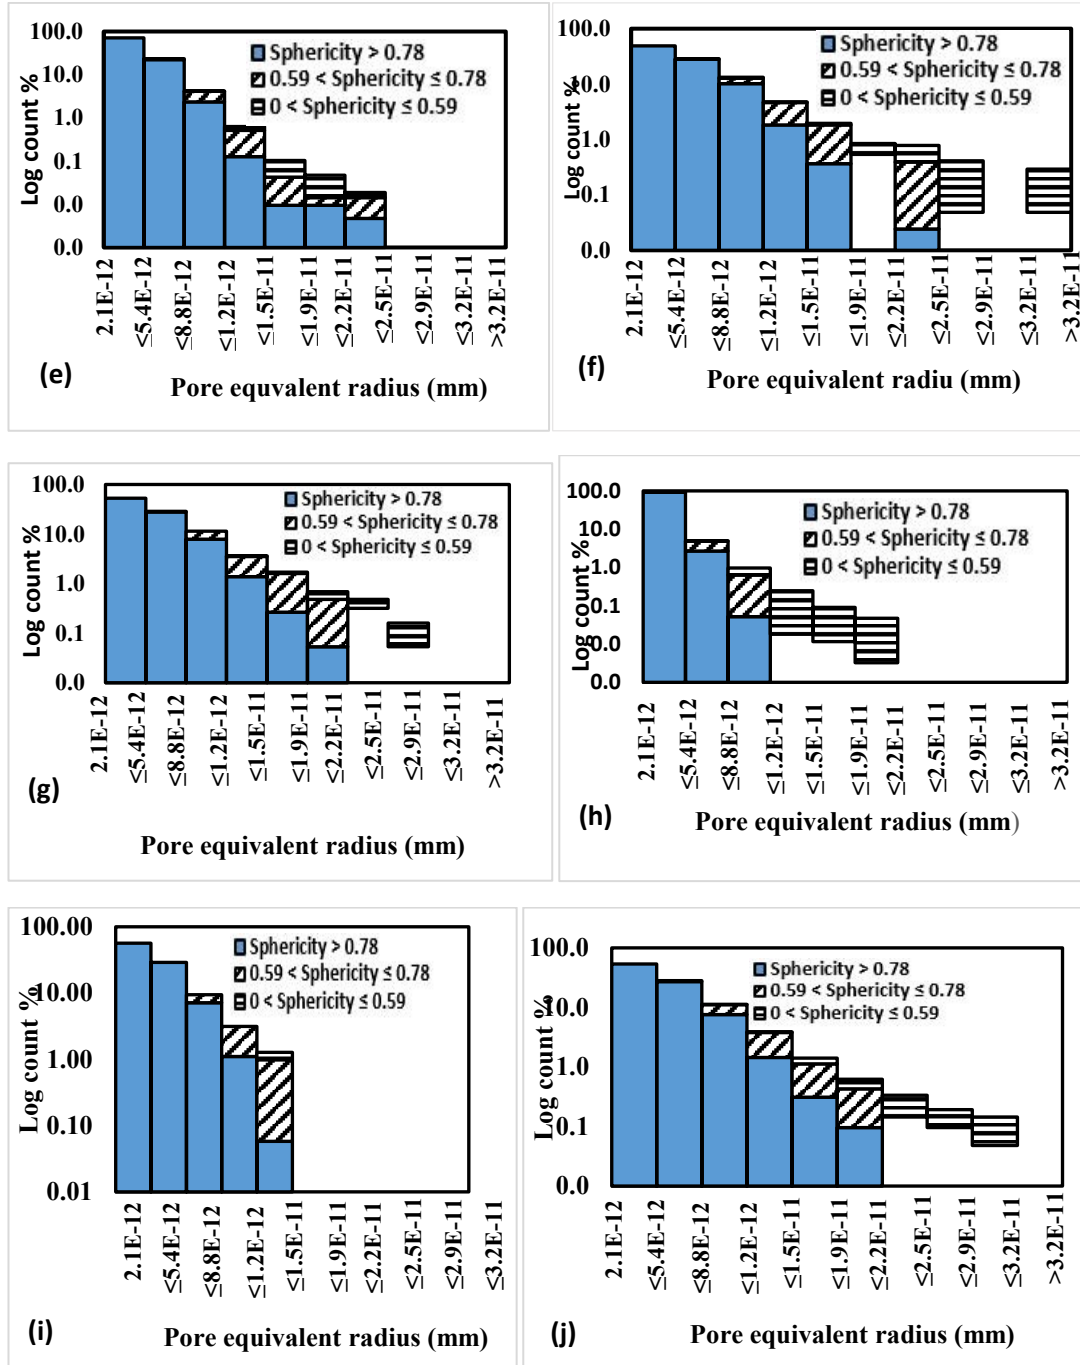 100.0
10.0
1.0
0.1
0.0
0.0
Log count %
Sphericity > 0.78
0.59 < Sphericity ≤ 0.78
0 < Sphericity ≤ 0.59
2.1E-12
≤5.4E-12
≤8.8E-12
≤1.2E-12
≤1.5E-11
≤1.9E-11
≤2.2E-11
≤2.5E-11
≤2.9E-11
≤3.2E-11
>3.2E-11
(e)
Pore equvalent radius (mm)
100.0
10.0
1.0
0.1
0.0
Log count %
Sphericity > 0.78
0.59 < Sphericity ≤ 0.78
0 < Sphericity ≤ 0.59
2.1E-12
≤5.4E-12
≤8.8E-12
≤1.2E-12
≤1.5E-11
≤1.9E-11
≤2.2E-11
≤2.5E-11
≤2.9E-11
≤3.2E-11
>3.2E-11
(f)
Pore equivalent radiu (mm)
100.0
10.0
1.0
0.1
0.0
Log count %
Sphericity > 0.78
0.59 < Sphericity ≤ 0.78
0 < Sphericity ≤ 0.59
2.1E-12
≤5.4E-12
≤8.8E-12
≤1.2E-12
≤1.5E-11
≤1.9E-11
≤2.2E-11
≤2.5E-11
≤2.9E-11
≤3.2E-11
>3.2E-11
(g)
Pore equivalent radius (mm)
100.0
10.0
1.0
0.1
0.0
0.0
Log count %
Sphericity > 0.78
0.59 < Sphericity ≤ 0.78
0 < Sphericity ≤ 0.59
2.1E-12
≤5.4E-12
≤8.8E-12
≤1.2E-12
≤1.5E-11
≤1.9E-11
≤2.2E-11
≤2.5E-11
≤2.9E-11
≤3.2E-11
>3.2E-11
(h)
Pore equivalent radius (mm)
100.00
10.00
1.00
0.10
0.01
Log count %
Sphericity > 0.78
0.59 < Sphericity ≤ 0.78
0 < Sphericity ≤ 0.59
2.1E-12
≤5.4E-12
≤8.8E-12
≤1.2E-12
≤1.5E-11
≤1.9E-11
≤2.2E-11
≤2.5E-11
≤2.9E-11
≤3.2E-11
(i)
Pore equivalent radius (mm)
100.0
10.0
1.0
0.1
0.0
Log count %
Sphericity > 0.78
0.59 < Sphericity ≤ 0.78
0 < Sphericity ≤ 0.59
2.1E-12
≤5.4E-12
≤8.8E-12
≤1.2E-12
≤1.5E-11
≤1.9E-11
≤2.2E-11
≤2.5E-11
≤2.9E-11
≤3.2E-11
>3.2E-11
(j)
Pore equivalent radius (mm)